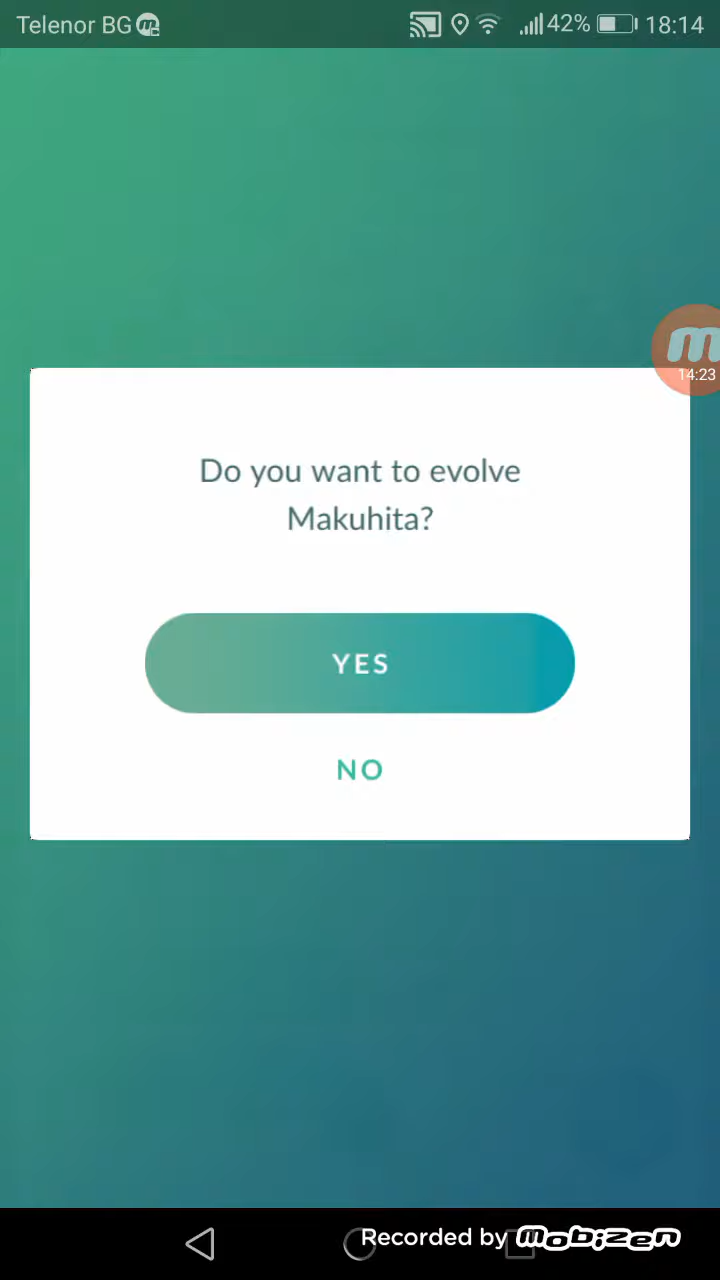 Telenor BG
42% 18:14
14:23
Do you want to evolve
Makuhita?
YES
NO
Recorded by Mobizen